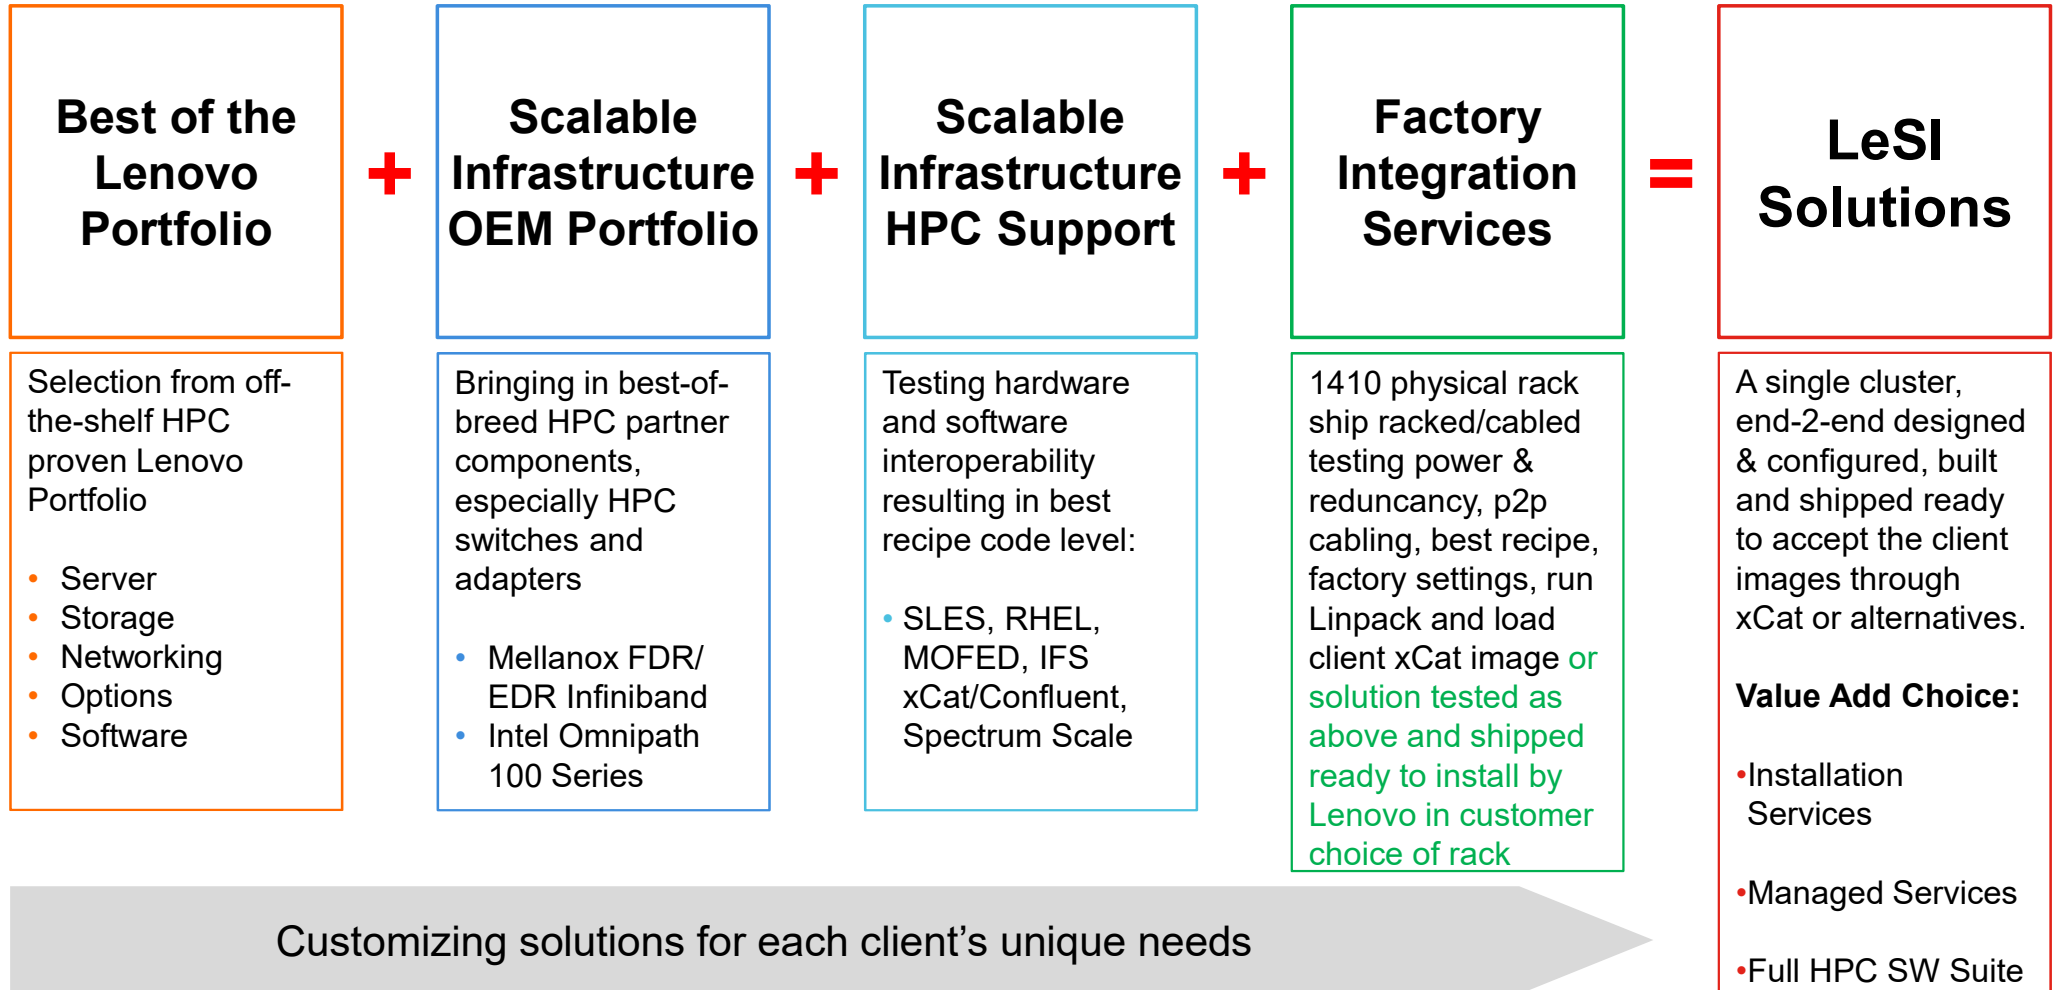 Best of the
Lenovo
Portfolio
+
Scalable
Infrastructure
OEM Portfolio
+
Scalable
Infrastructure
HPC Support
+
Factory
Integration
Services
=
LeSI
Solutions
Selection from off-
the-shelf HPC
proven Lenovo
Portfolio
• Server
• Storage
• Networking
• Options
• Software
Bringing in best-of-
breed HPC partner
components,
especially HPC
switches and
adapters
• Mellanox FDR/
EDR Infiniband
• Intel Omnipath
100 Series
Testing hardware
and software
interoperability
resulting in best
recipe code level:
• SLES, RHEL,
MOFED, IFS
xCat/Confluent,
Spectrum Scale
1410 physical rack
ship racked/cabled
testing power &
reduncancy, p2p
cabling, best recipe,
factory settings, run
Linpack and load
client xCat image or
solution tested as
above and shipped
ready to install by
Lenovo in customer
choice of rack
A single cluster,
end-2-end designed
& configured, built
and shipped ready
to accept the client
images through
xCat or alternatives.
Value Add Choice:
•Installation
Services
•Managed Services
•Full HPC SW Suite
Customizing solutions for each client’s unique needs